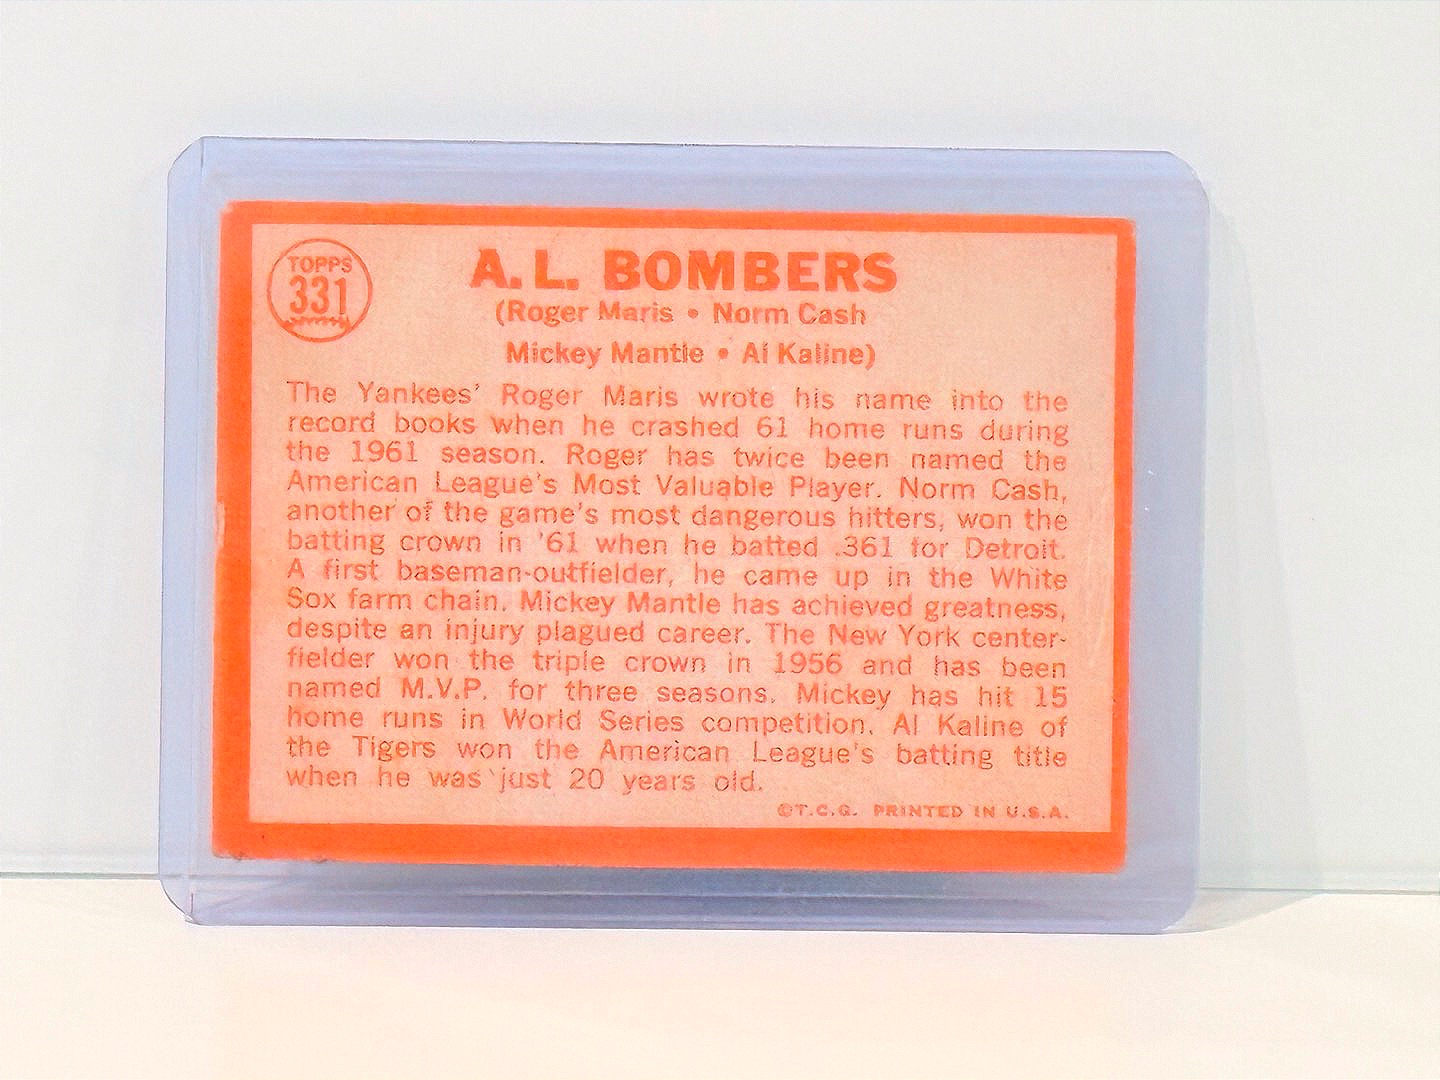 TOPPS
331
A.L. BOMBERS
(Roger Maris • Norm Cash
Mickey Mantle • Al Kaline)
The Yankees' Roger Maris wrote his name into the
record books when he crashed 61 home runs during
the 1961 season. Roger has twice been named the
American League's Most Valuable Player. Norm Cash,
another of the game's most dangerous hitters, won the
batting crown in '61 when he batted .361 for Detroit.
A first baseman-outfielder, he came up in the White
Sox farm chain. Mickey Mantle has achieved greatness,
despite an injury plagued career. The New York center-
fielder won the triple crown in 1956 and has been
named M.V.P. for three seasons. Mickey has hit 15
home runs in World Series competition. Al Kaline of
the Tigers won the American League's batting title
when he was just 20 years old.
©T.C.G. PRINTED IN U.S.A.